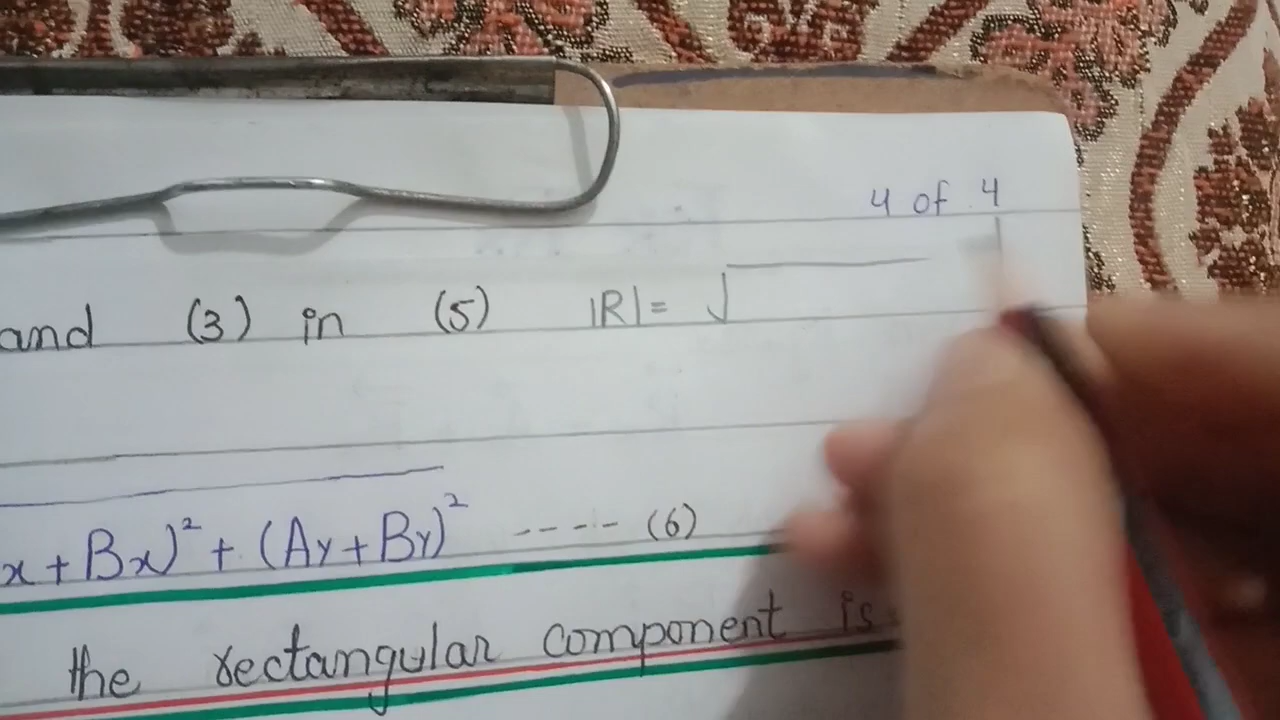 4 of 4
and (3) in (5) |R| = √
x + Bx)² + (Ay + By)² ---- (6)
the rectangular component is